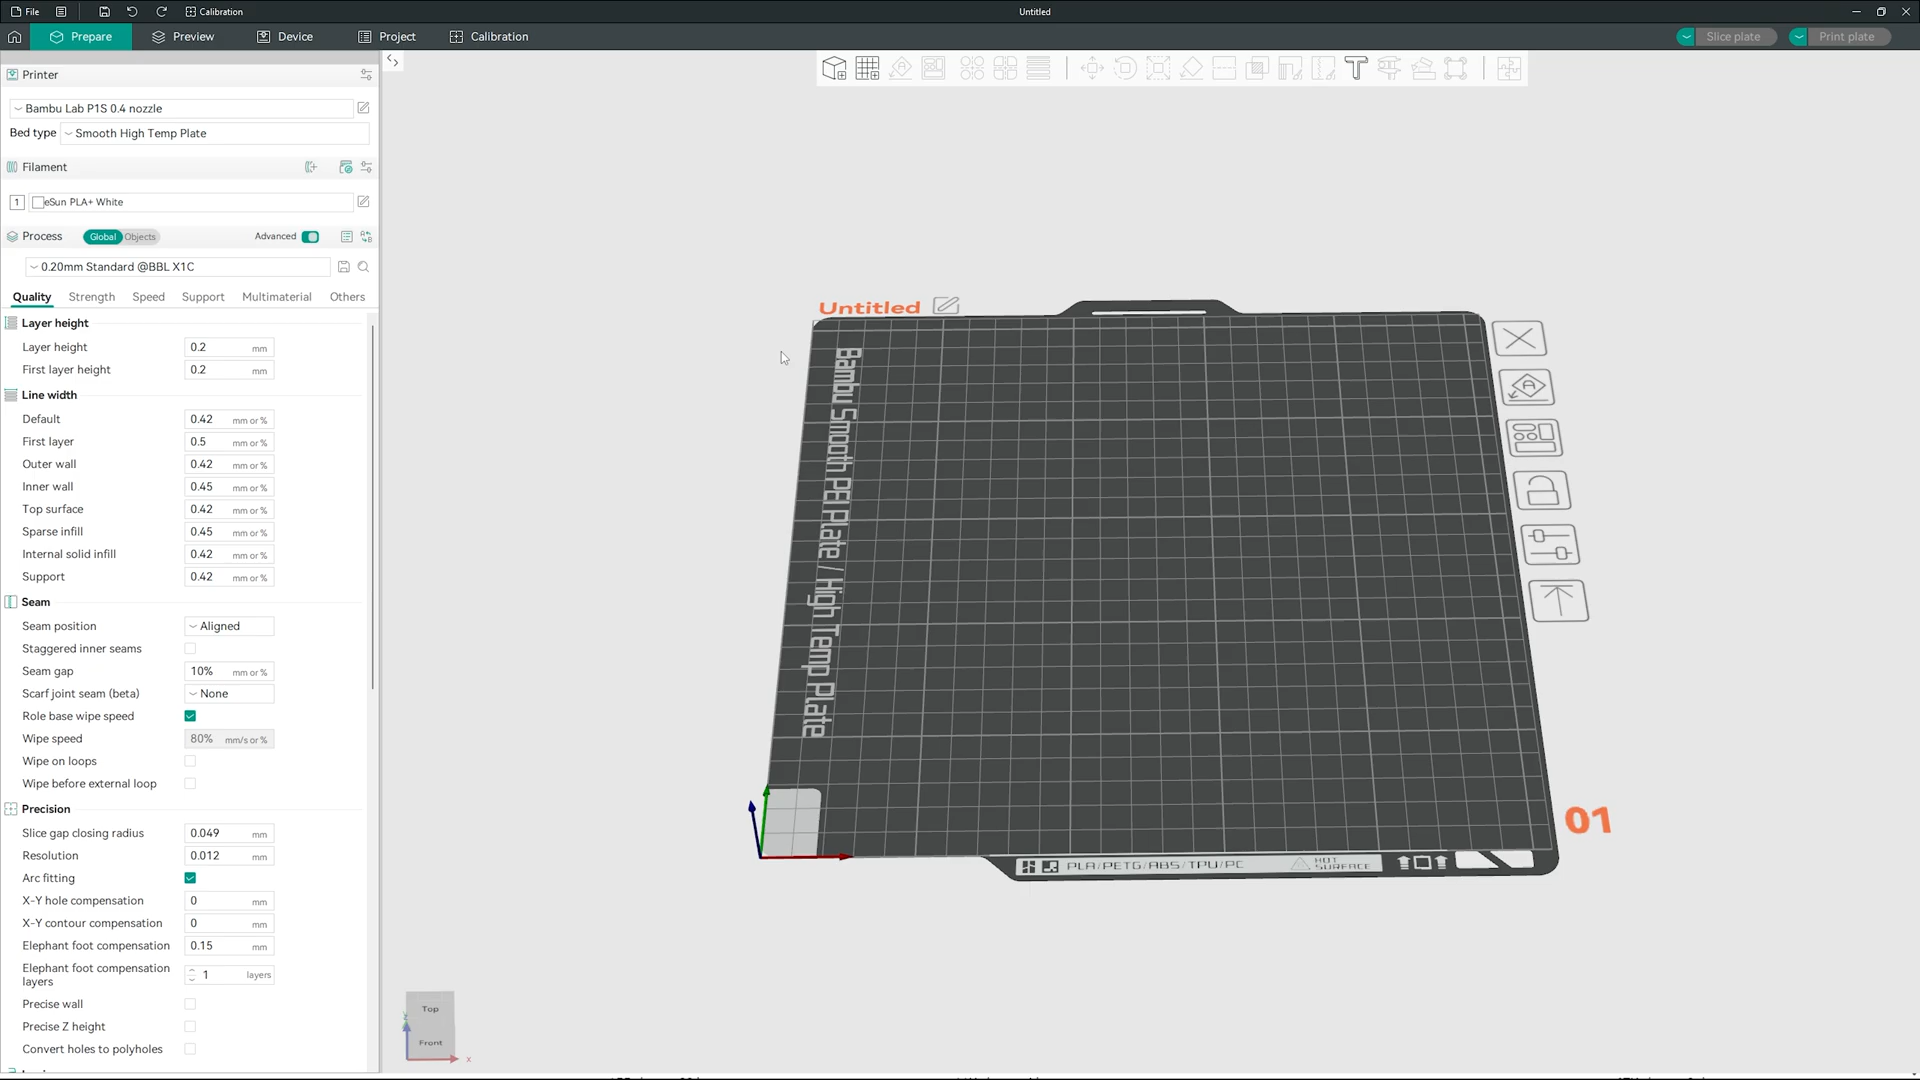 File
Calibration
Untitled
Prepare
Preview
Device
Project
Calibration
Slice plate
Print plate
Printer
Bambu Lab P1S 0.4 nozzle
Bed type
Smooth High Temp Plate
Filament
1
eSun PLA+ White
Process
Global
Objects
Advanced
0.20mm Standard @BBL X1C
Quality
Strength
Speed
Support
Multimaterial
Others
Layer height
Layer height 0.2 mm
First layer height 0.2 mm
Line width
Default 0.42 mm or %
First layer 0.5 mm or %
Outer wall 0.42 mm or %
Inner wall 0.45 mm or %
Top surface 0.42 mm or %
Sparse infill 0.45 mm or %
Internal solid infill 0.42 mm or %
Support 0.42 mm or %
Seam
Seam position Aligned
Staggered inner seams
Seam gap 10% mm or %
Scarf joint seam (beta) None
Role base wipe speed
Wipe speed 80% mm/s or %
Wipe on loops
Wipe before external loop
Precision
Slice gap closing radius 0.049 mm
Resolution 0.012 mm
Arc fitting
X-Y hole compensation 0 mm
X-Y contour compensation 0 mm
Elephant foot compensation 0.15 mm
Elephant foot compensation
layers 1 layers
Precise wall
Precise Z height
Convert holes to polyholes
Untitled
Bambu Smooth PEI Plate / High Temp Plate
A
01
PLA/PETG/ABS/TPU/PC
HOT
SURFACE
Top
Front
z
x